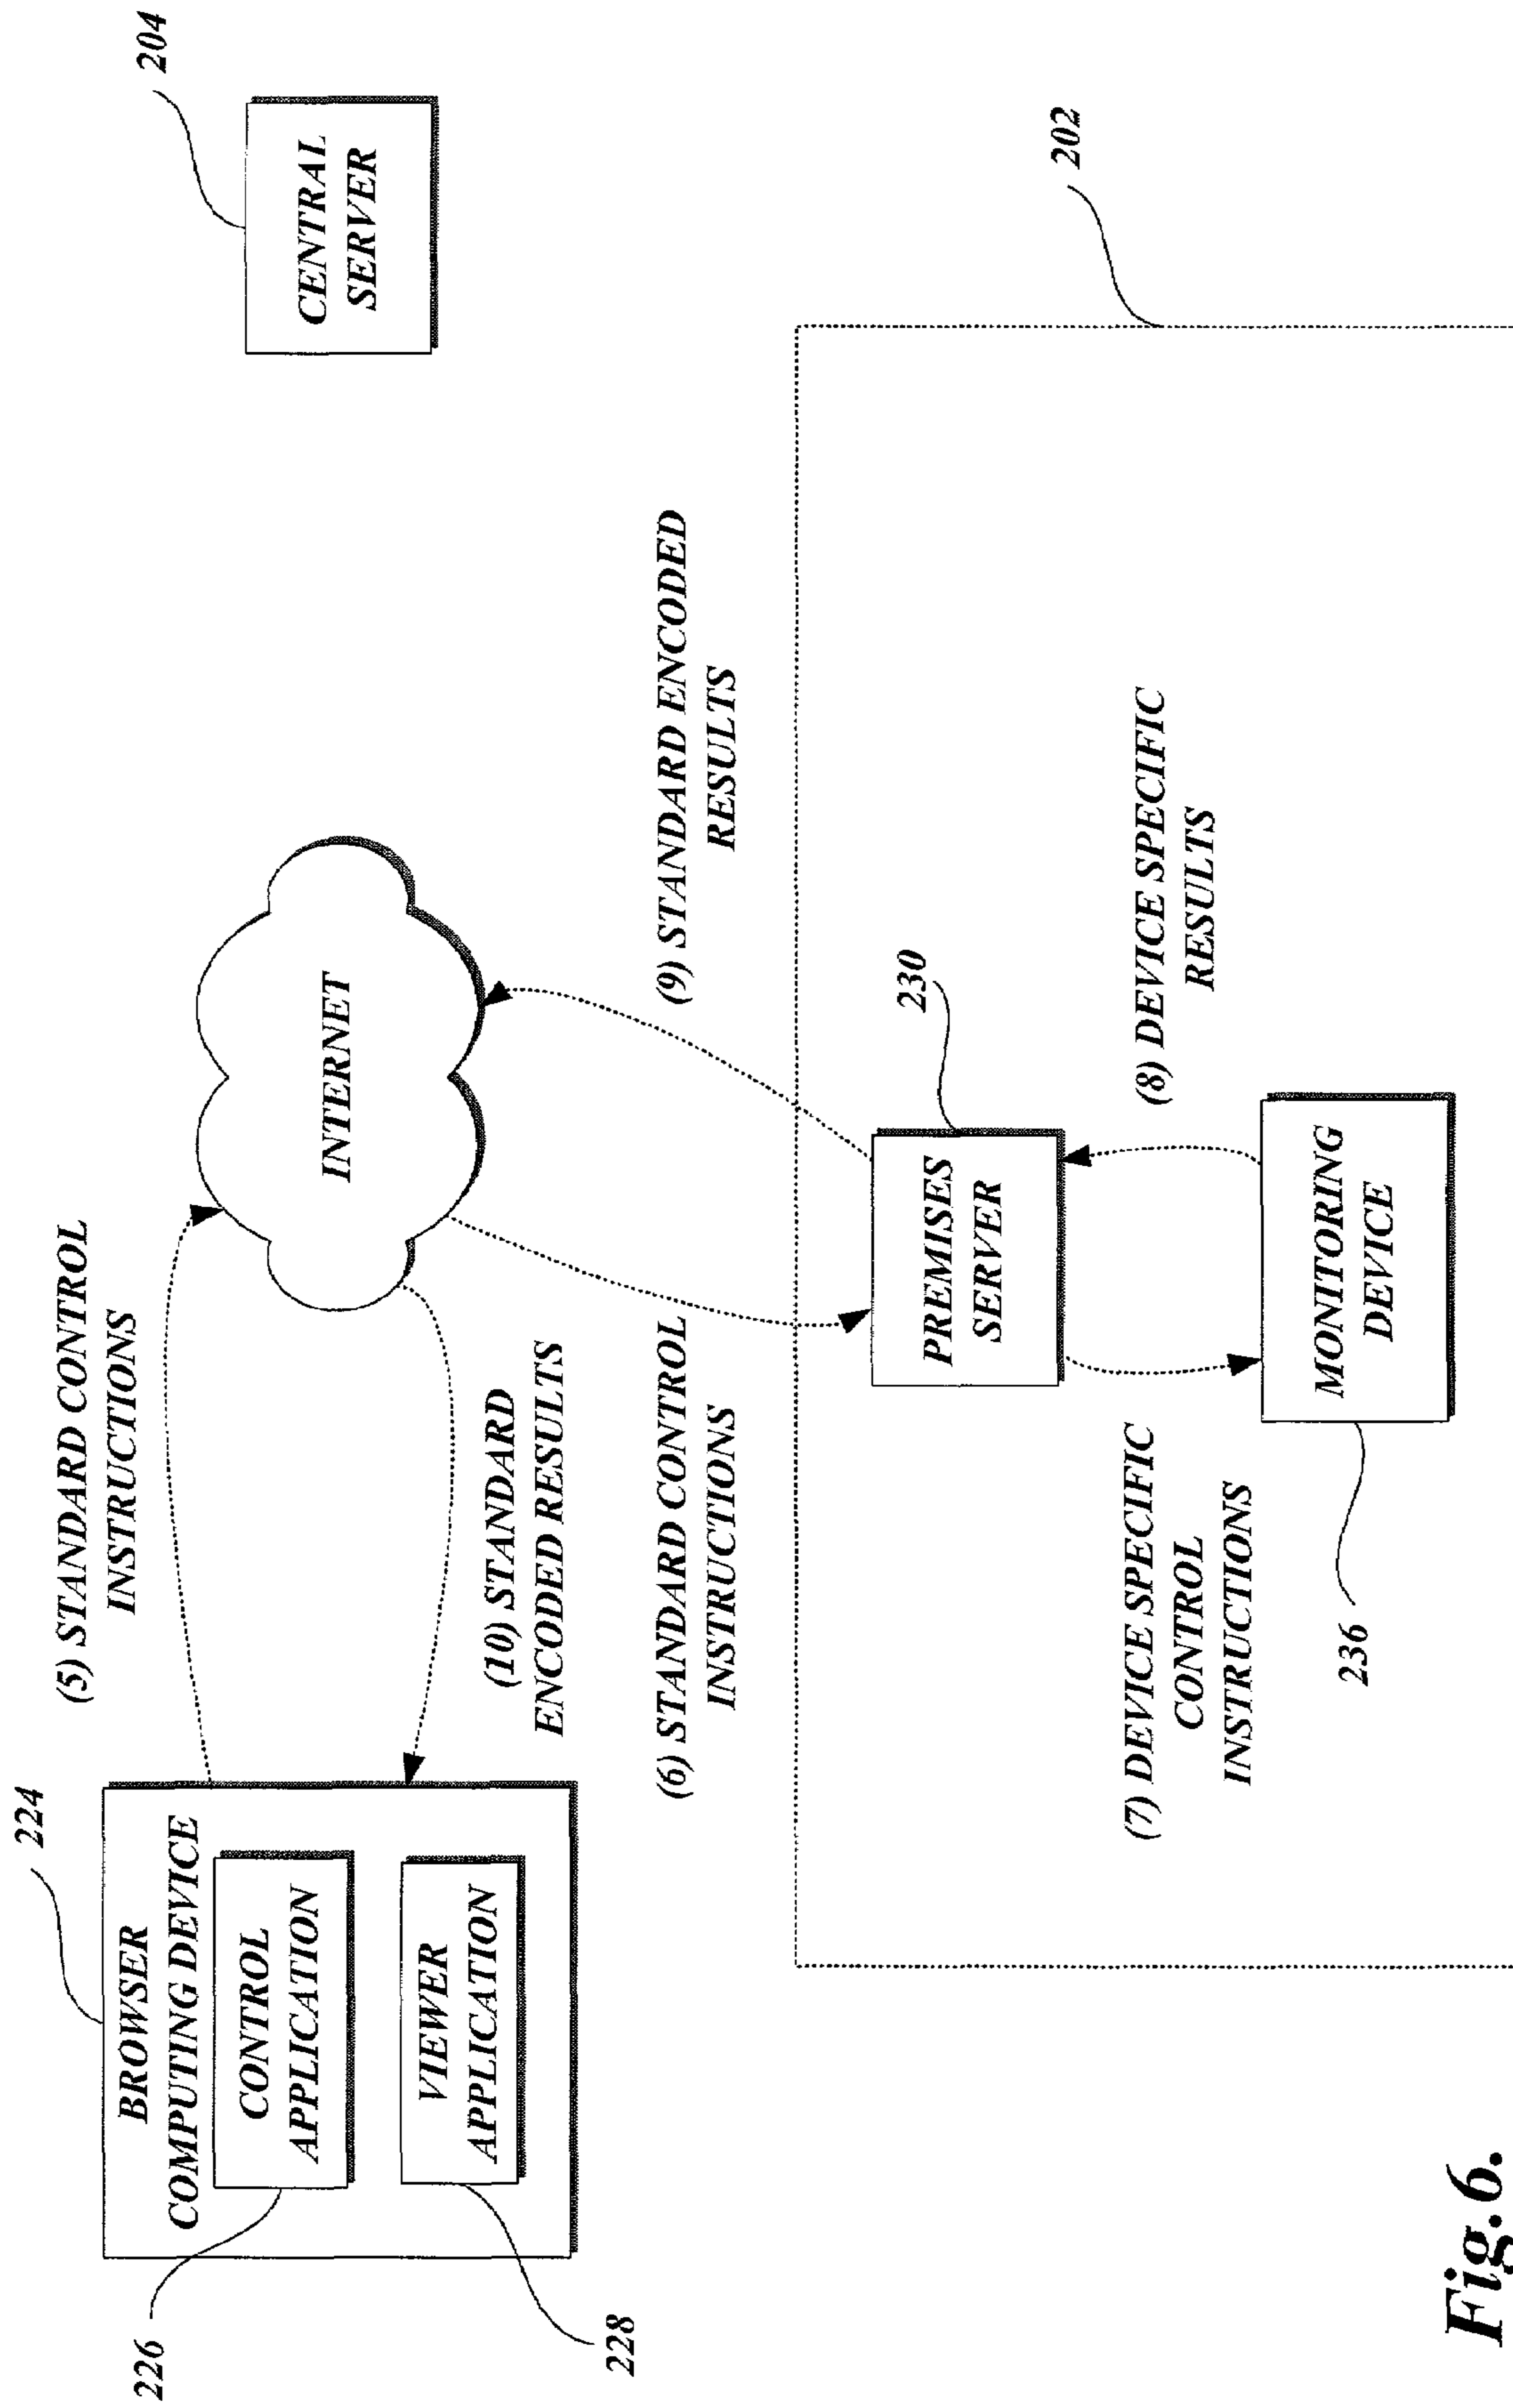 224
BROWSER
COMPUTING DEVICE
CONTROL
APPLICATION
226
VIEWER
APPLICATION
228
(5) STANDARD CONTROL
INSTRUCTIONS
(10) STANDARD
ENCODED RESULTS
INTERNET
204
CENTRAL
SERVER
(6) STANDARD CONTROL
INSTRUCTIONS
(9) STANDARD ENCODED
RESULTS
202
230
PREMISES
SERVER
(7) DEVICE SPECIFIC
CONTROL
INSTRUCTIONS
(8) DEVICE SPECIFIC
RESULTS
MONITORING
DEVICE
236
Fig.6.